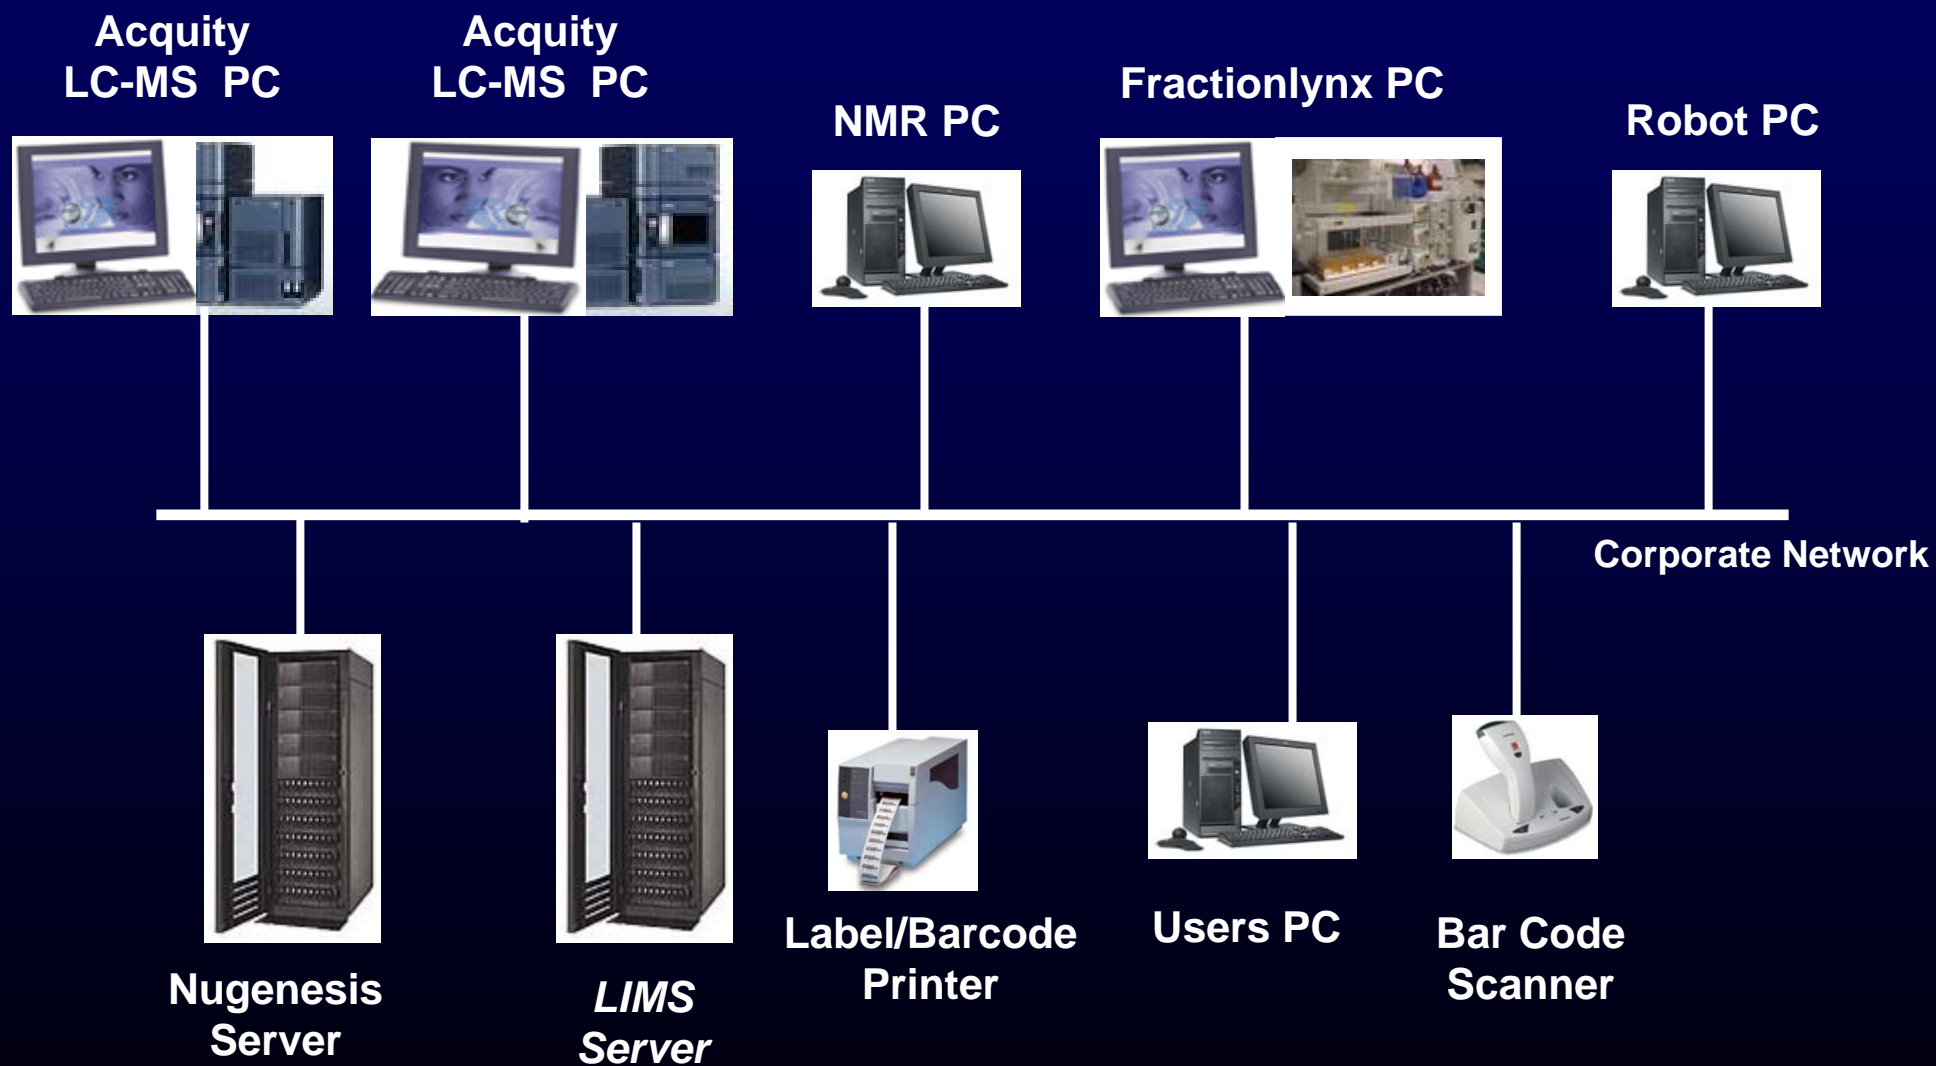 Acquity
LC-MS PC
Acquity
LC-MS PC
NMR PC
Fractionlynx PC
Robot PC
Corporate Network
Nugenesis
Server
LIMS
Server
Label/Barcode
Printer
Users PC
Bar Code
Scanner